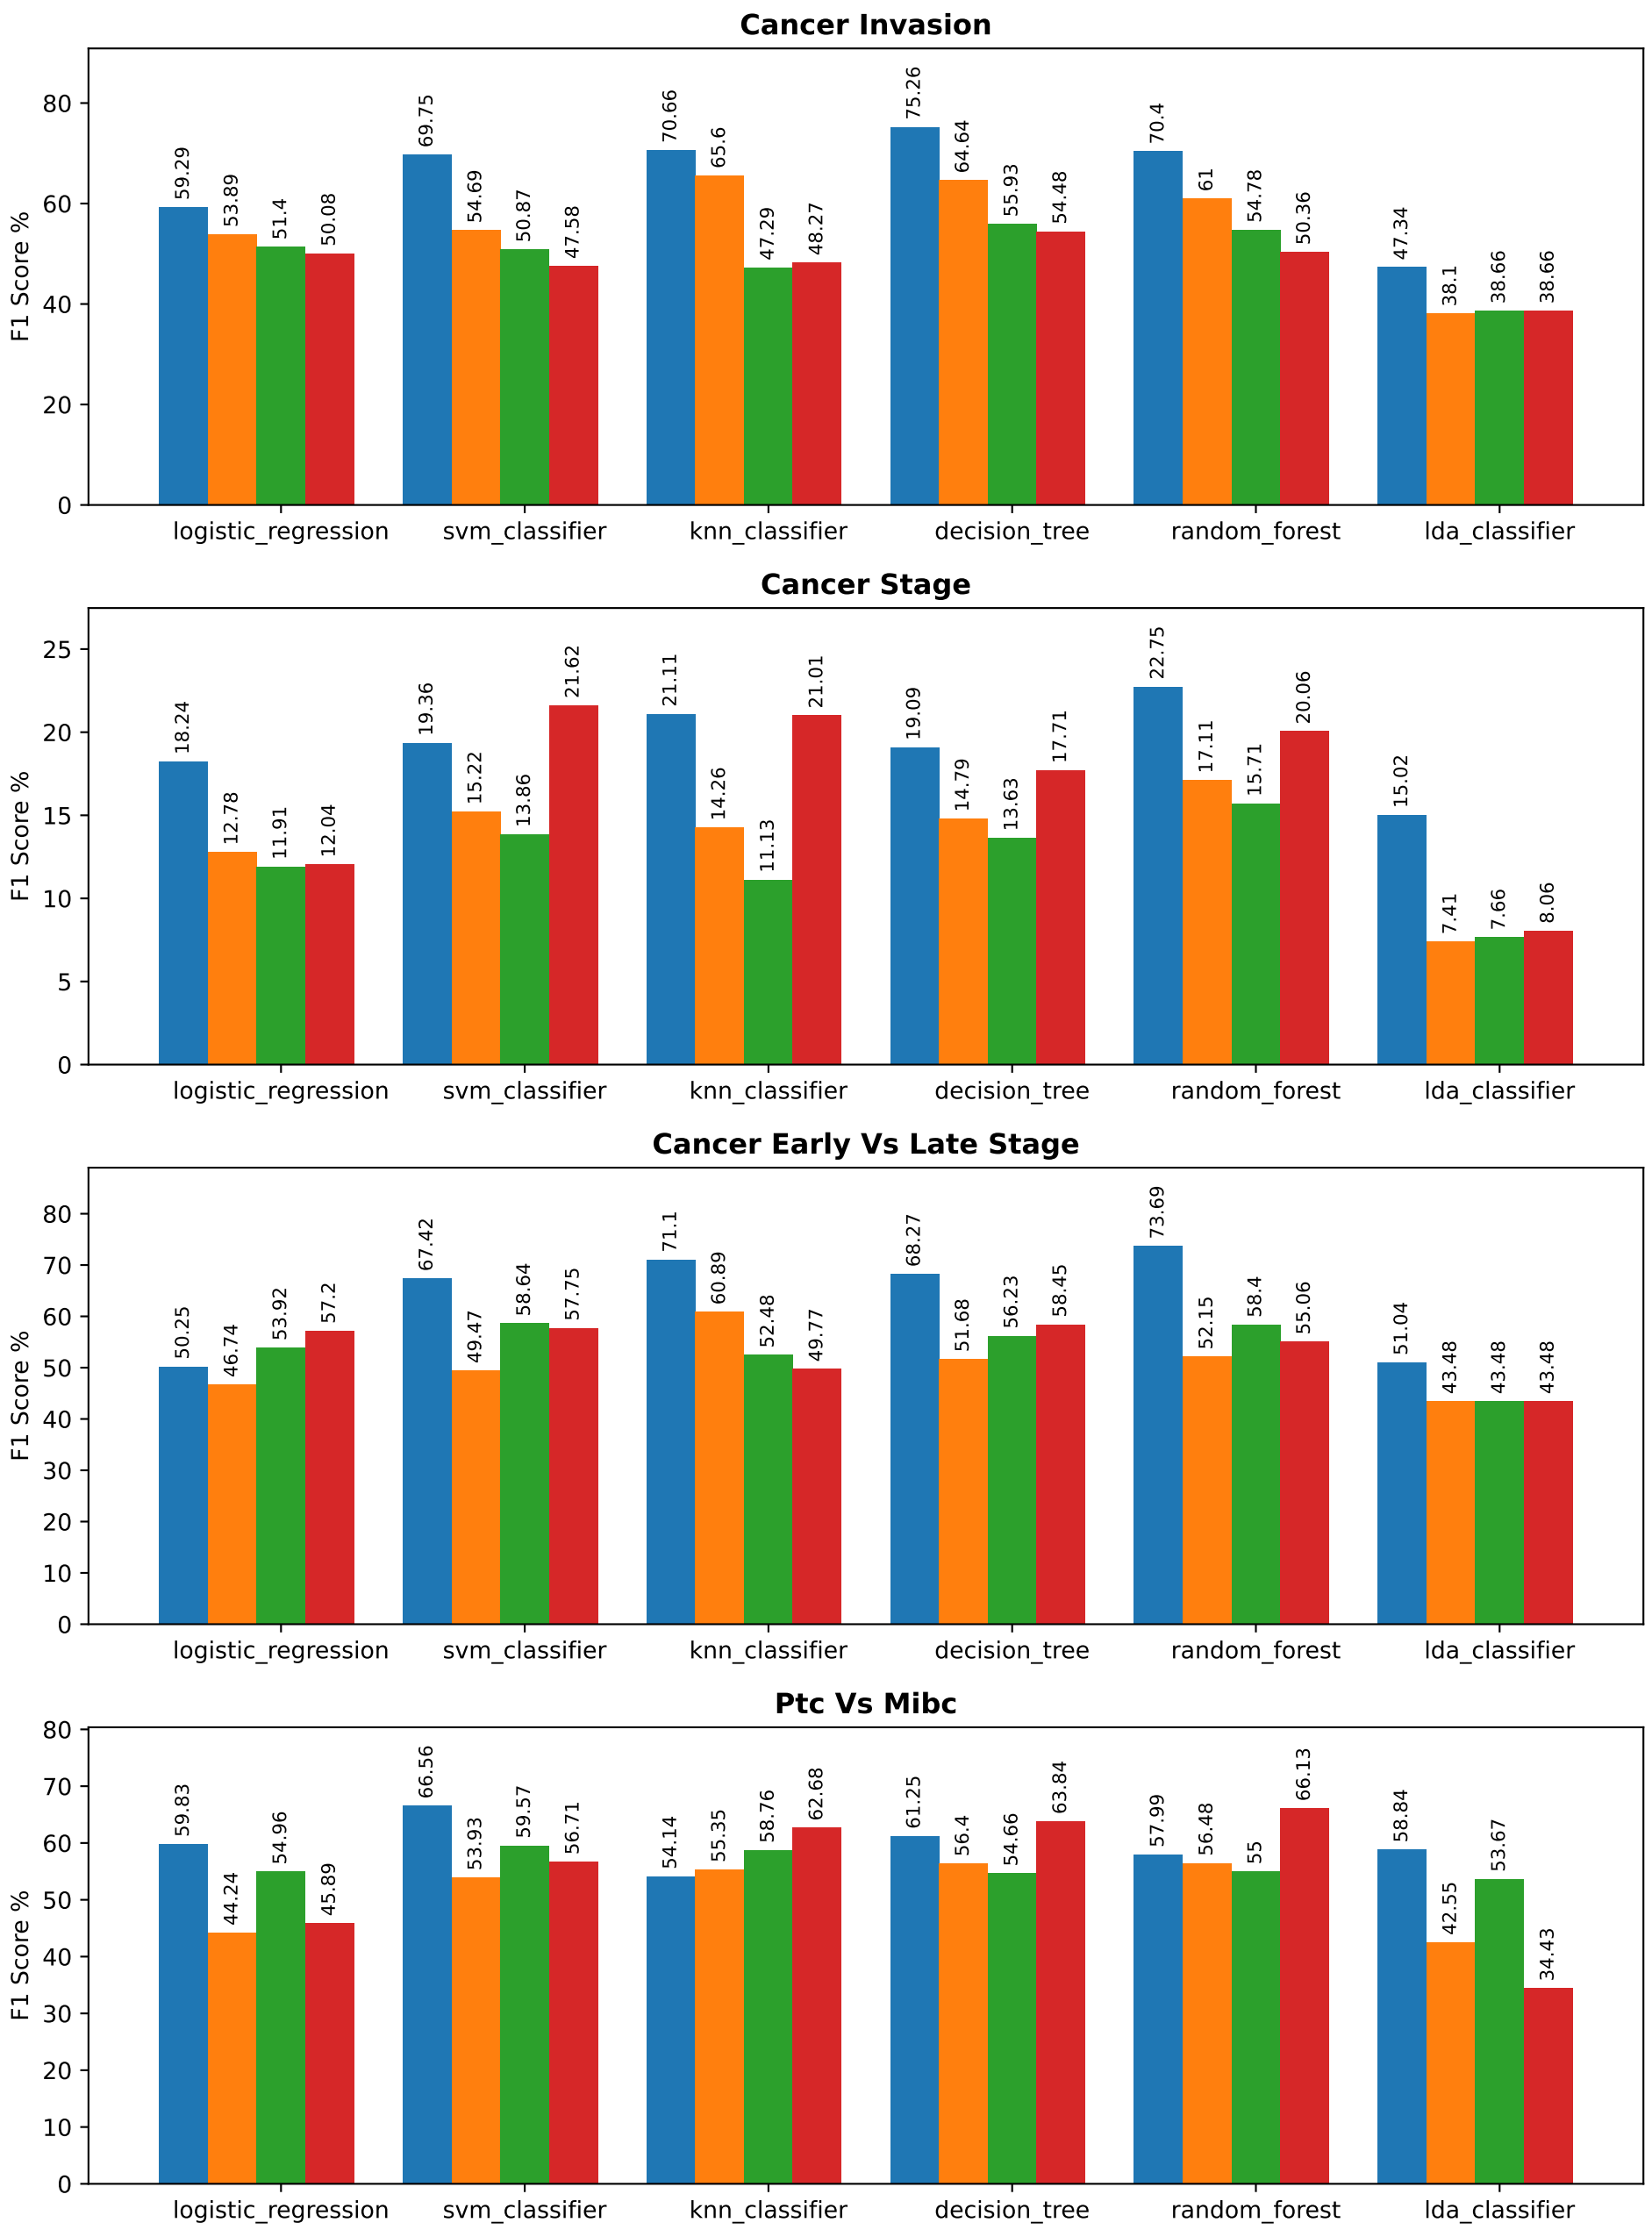 Cancer Invasion
F1 Score %
80
60
40
20
0
59.29 53.89 51.4 50.08
69.75 54.69 50.87 47.58
70.66 65.6 47.29 48.27
75.26 64.64 55.93 54.48
70.4 61 54.78 50.36
47.34 38.1 38.66 38.66
logistic_regression svm_classifier knn_classifier decision_tree random_forest lda_classifier
Cancer Stage
F1 Score %
25
20
15
10
5
0
18.24 12.78 11.91 12.04
19.36 15.22 13.86 21.62
21.11 14.26 11.13 21.01
19.09 14.79 13.63 17.71
22.75 17.11 15.71 20.06
15.02 7.41 7.66 8.06
logistic_regression svm_classifier knn_classifier decision_tree random_forest lda_classifier
Cancer Early Vs Late Stage
F1 Score %
80
70
60
50
40
30
20
10
0
50.25 46.74 53.92 57.2
67.42 49.47 58.64 57.75
71.1 60.89 52.48 49.77
68.27 51.68 56.23 58.45
73.69 52.15 58.4 55.06
51.04 43.48 43.48 43.48
logistic_regression svm_classifier knn_classifier decision_tree random_forest lda_classifier
Ptc Vs Mibc
F1 Score %
80
70
60
50
40
30
20
10
0
59.83 44.24 54.96 45.89
66.56 53.93 59.57 56.71
54.14 55.35 58.76 62.68
61.25 56.4 54.66 63.84
57.99 56.48 55 66.13
58.84 42.55 53.67 34.43
logistic_regression svm_classifier knn_classifier decision_tree random_forest lda_classifier